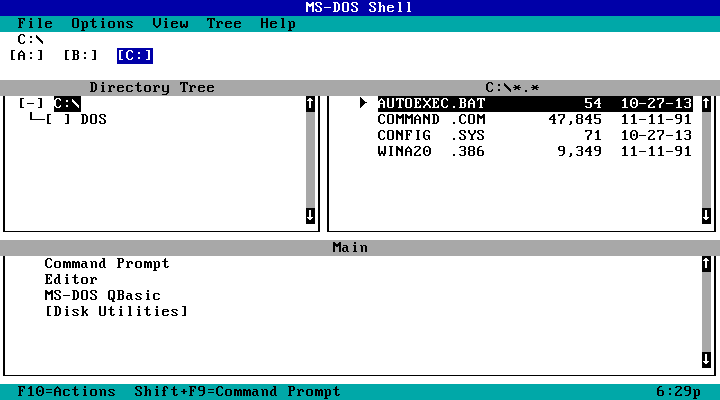 MS-DOS Shell
File Options View Tree Help
C:\
[A:] [B:] [C:]
Directory Tree
[-] C:\
[ ] DOS
C:\*.*
AUTOEXEC.BAT 54 10-27-13
COMMAND .COM 47,845 11-11-91
CONFIG .SYS 71 10-27-13
WINA20 .386 9,349 11-11-91
Main
Command Prompt
Editor
MS-DOS QBasic
[Disk Utilities]
F10=Actions Shift+F9=Command Prompt 6:29p